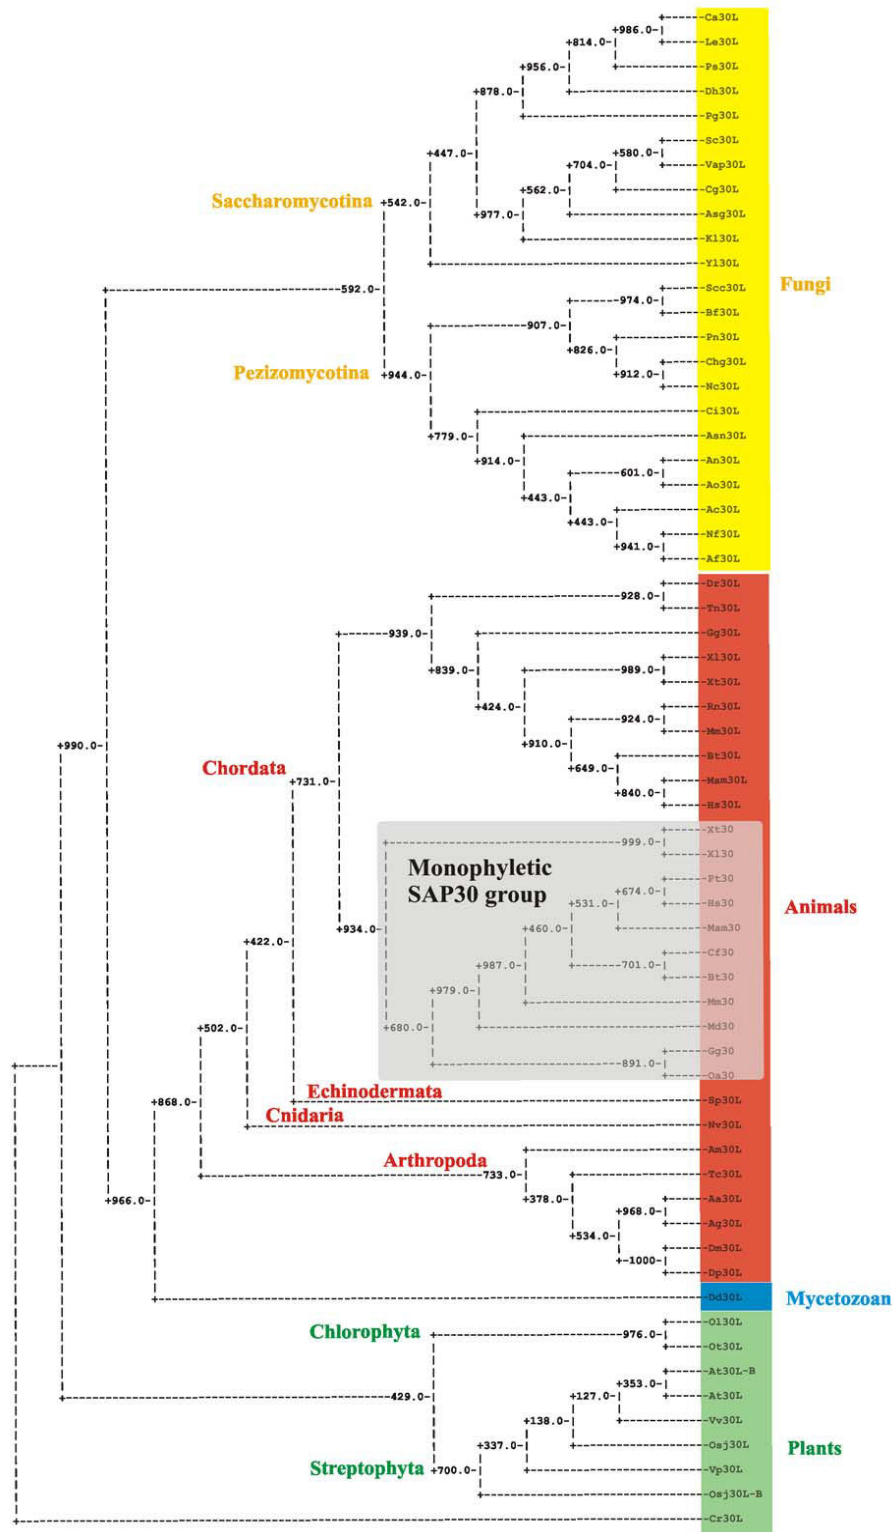 Ca30L
+986.0-
Le30L
+814.0-
+956.0-
Ps30L
+878.0-
Dh30L
Pg30L
Sc30L
+447.0-
+580.0-
+704.0-
Vap30L
+562.0-
Cg30L
Saccharomycotina
+542.0-
+977.0-
Asg30L
Kl30L
Yl30L
592.0-
974.0-
Scc30L
Fungi
Bf30L
907.0-
Pn30L
+826.0-
Chg30L
Pezizomycotina
+944.0-
+912.0-
Nc30L
Ci30L
+779.0-
Asn30L
+914.0-
An30L
601.0-
+443.0-
Ao30L
Ac30L
+443.0-
Nf30L
+941.0-
Af30L
Dr30L
928.0-
Tn30L
939.0-
Gg30L
Xl30L
+839.0-
989.0-
Xt30L
+424.0-
Rn30L
924.0-
+990.0-
+910.0-
Mm30L
Bt30L
Chordata
+649.0-
+731.0-
Mam30L
+840.0-
Hs30L
Xt30
999.0-
Xl30
Monophyletic
SAP30 group
Pt30
+674.0-
+531.0-
Hs30
Animals
+934.0-
+460.0-
Mam30
+422.0-
Cf30
+987.0-
701.0-
Bt30
+979.0-
Mm30
+502.0-
+680.0-
Md30
Gg30
891.0-
Oa30
Echinodermata
+868.0-
Sp30L
Cnidaria
Nv30L
Arthropoda
Am30L
733.0-
Tc30L
+966.0-
+378.0-
Aa30L
+968.0-
Ag30L
+534.0-
Dm30L
+-1000-
Dp30L
Dd30L
Mycetozoan
Ol30L
Chlorophyta
976.0-
Ot30L
At30L-B
+353.0-
429.0-
+127.0-
At30L
+138.0-
Vv30L
+337.0-
Osj30L
Plants
Streptophyta
+700.0-
Vp30L
Osj30L-B
Cr30L